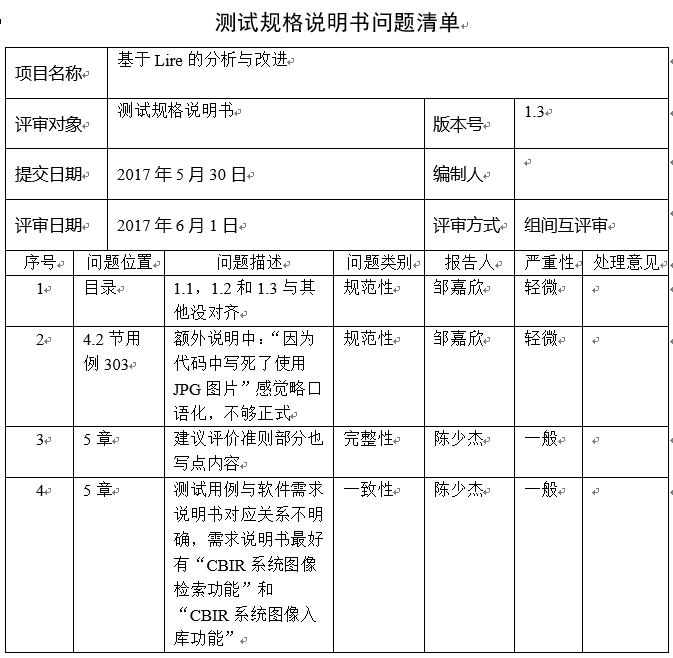 测试规格说明书问题清单
项目名称 基于 Lire 的分析与改进
评审对象 测试规格说明书 版本号 1.3
提交日期 2017 年 5 月 30 日 编制人
评审日期 2017 年 6 月 1 日 评审方式 组间互评审
序号 问题位置 问题描述 问题类别 报告人 严重性 处理意见
1 目录 1.1，1.2 和 1.3 与其 规范性 邹嘉欣 轻微
他没对齐
2 4.2 节用 额外说明中：“因为 规范性 邹嘉欣 轻微
例 303 代码中写死了使用
JPG 图片”感觉略口
语化，不够正式
3 5 章 建议评价准则部分也 完整性 陈少杰 一般
写点内容
4 5 章 测试用例与软件需求 一致性 陈少杰 一般
说明书对应关系不明
确，需求说明书最好
有“CBIR 系统图像
检索功能”和
“CBIR 系统图像入
库功能”